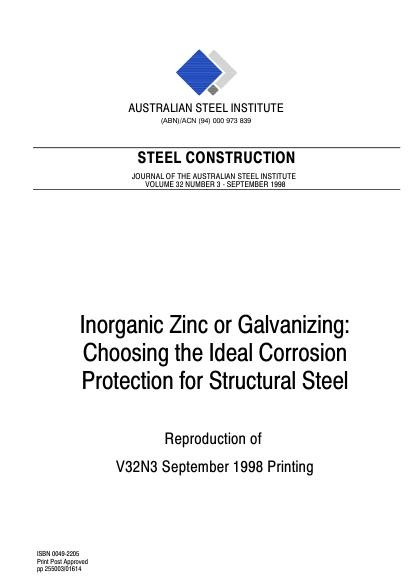 AUSTRALIAN STEEL INSTITUTE
(ABN)/ACN (94) 000 973 839
STEEL CONSTRUCTION
JOURNAL OF THE AUSTRALIAN STEEL INSTITUTE
VOLUME 32 NUMBER 3 - SEPTEMBER 1998
Inorganic Zinc or Galvanizing:
Choosing the Ideal Corrosion
Protection for Structural Steel
Reproduction of
V32N3 September 1998 Printing
ISBN 0049-2205
Print Post Approved
pp 255003/01614